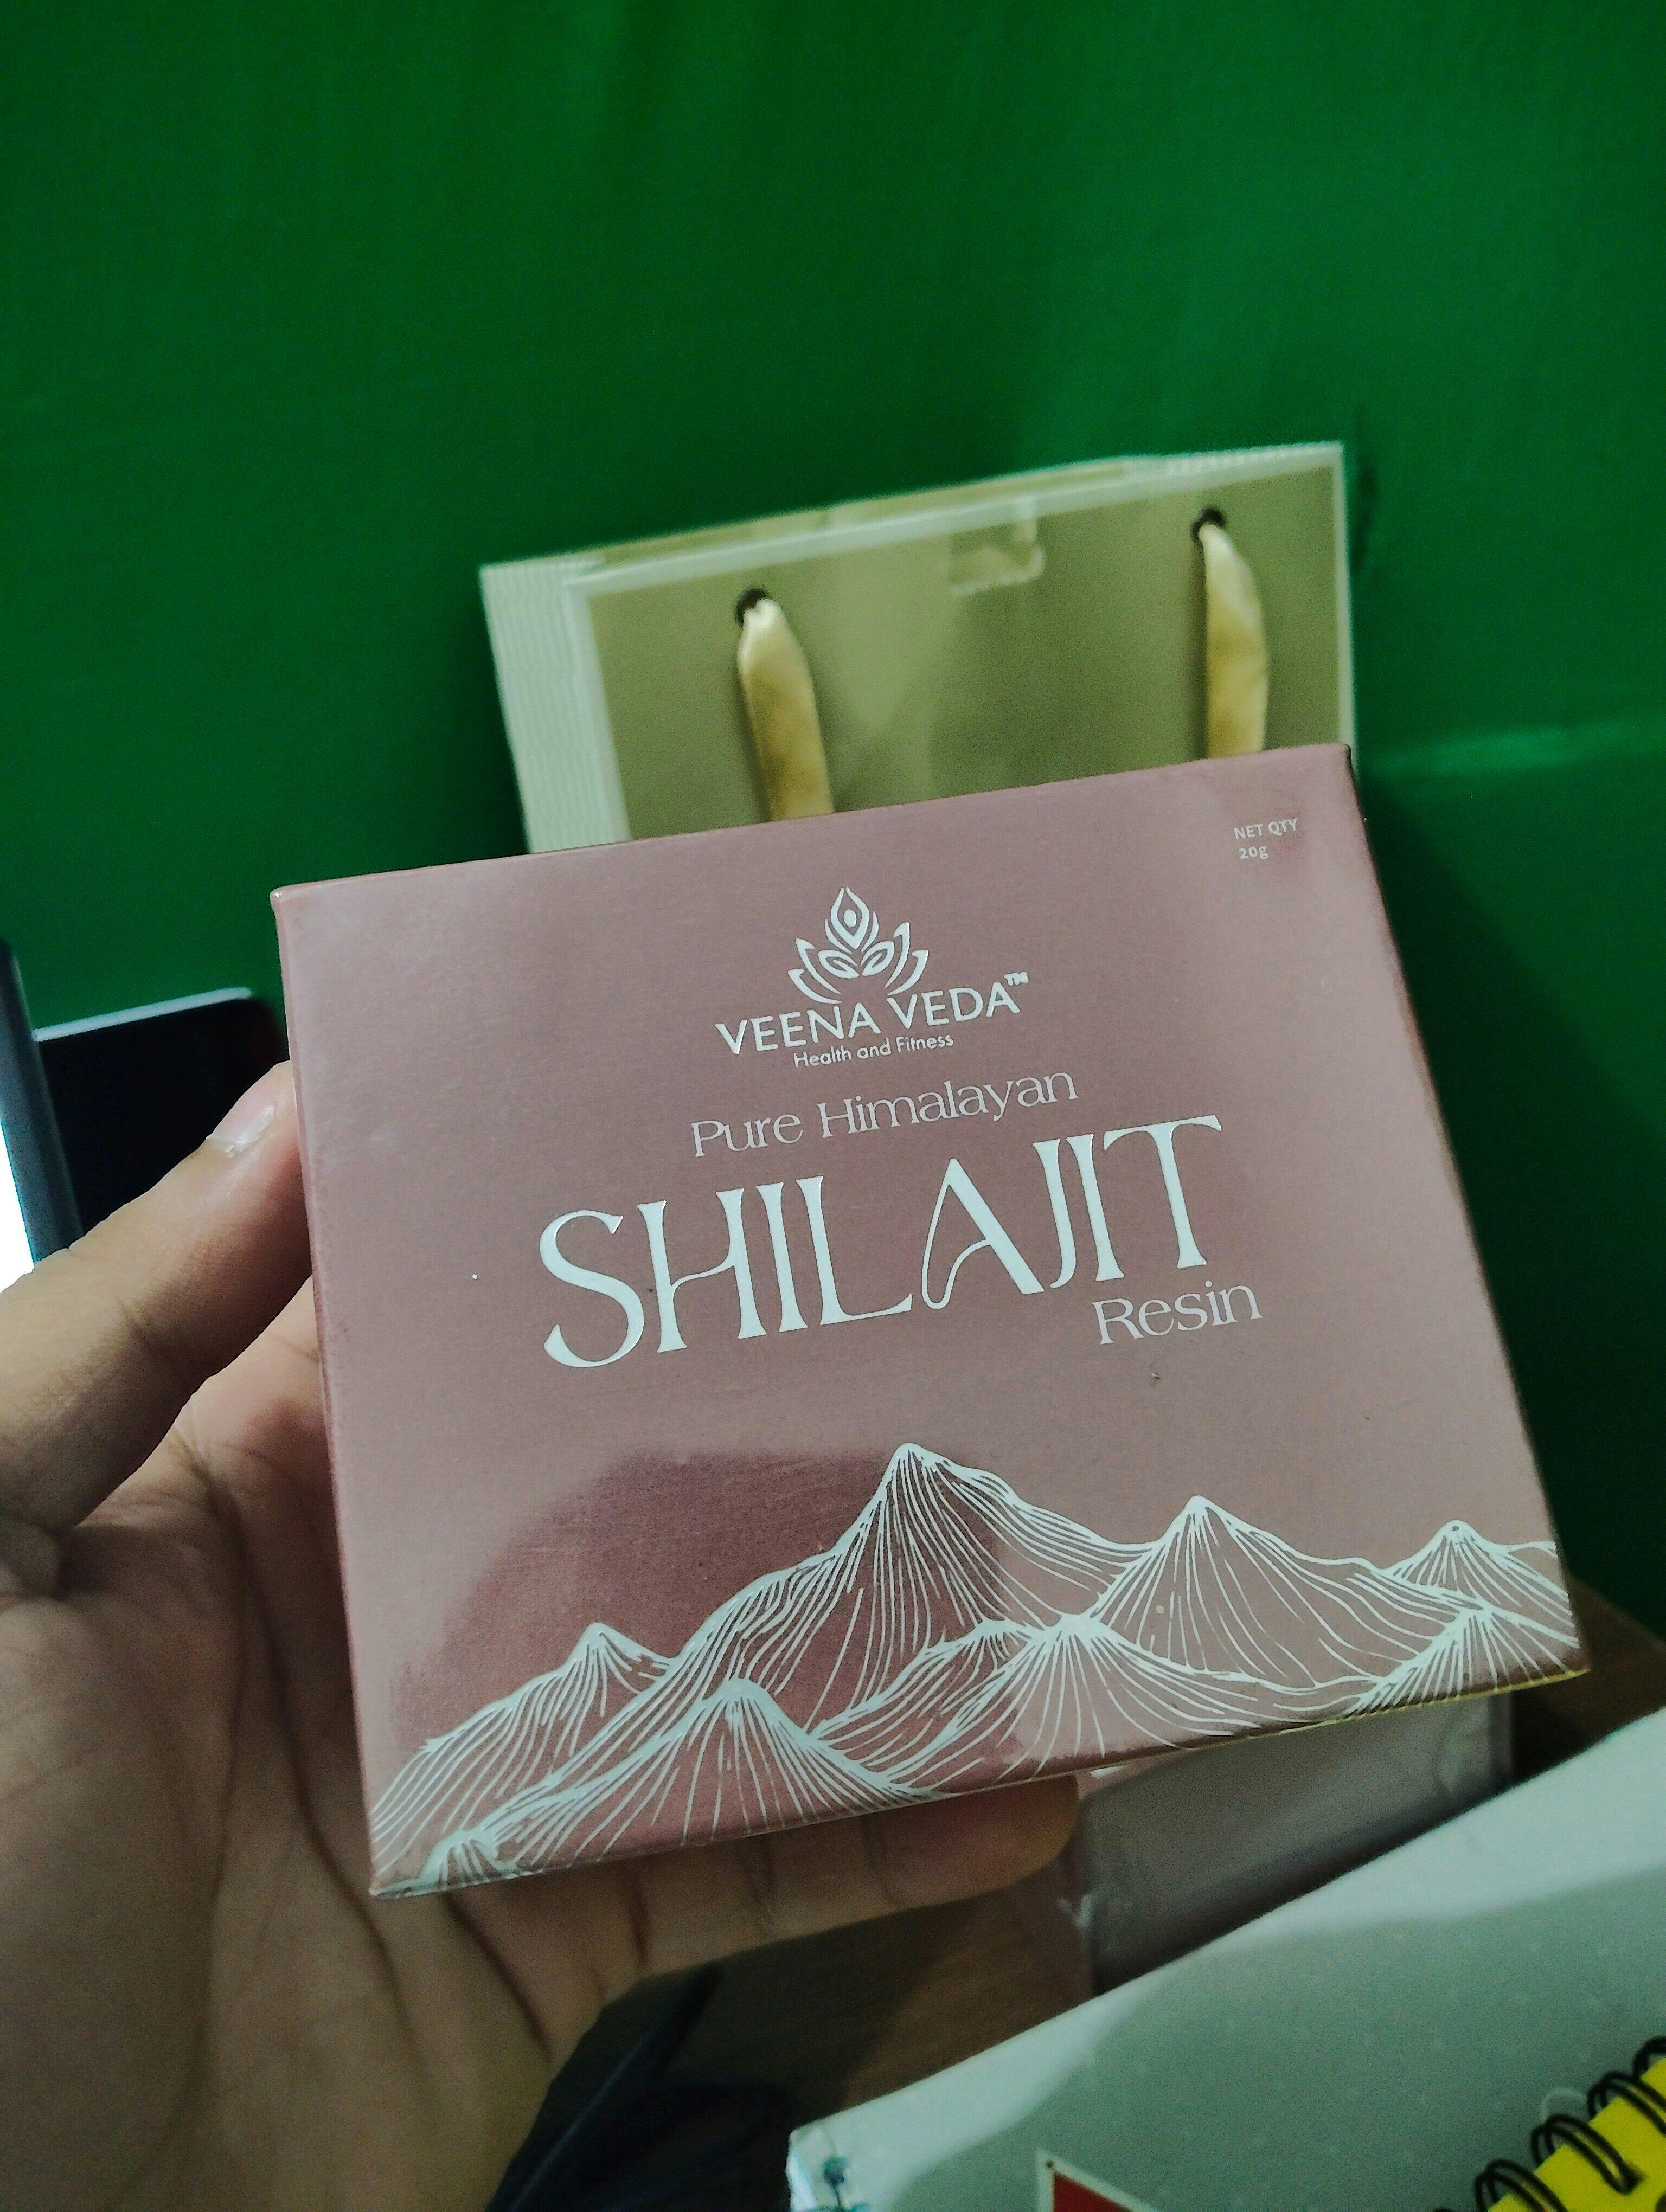 NET QTY
20g
VEENA VEDA™
Health and Fitness
Pure Himalayan
SHILAJIT
Resin